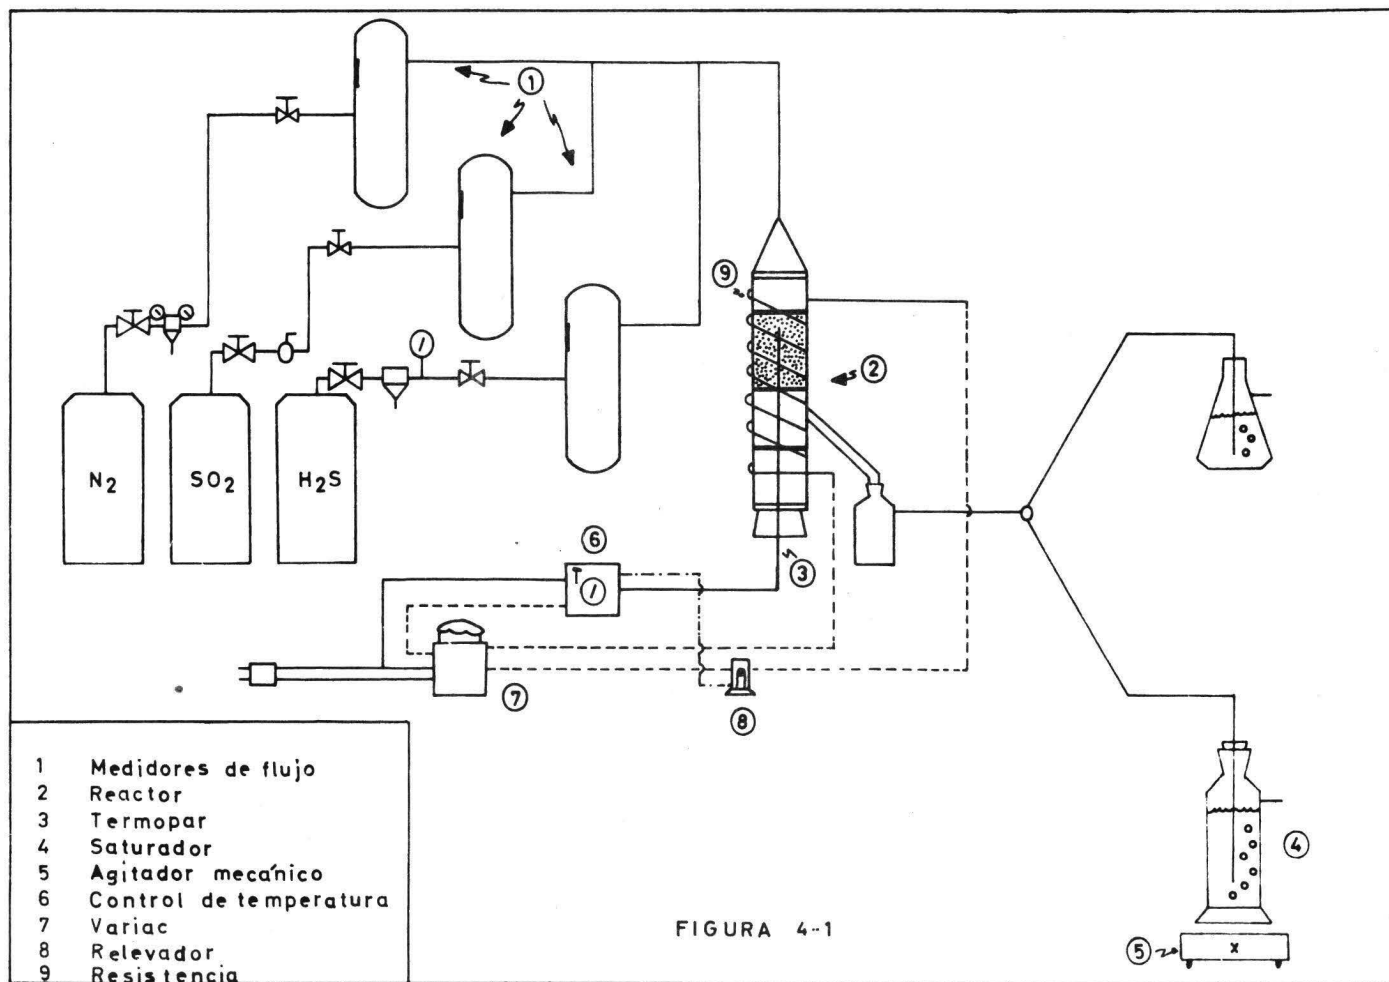 1
9
2
N2
SO2
H2S
6
3
7
8
4
5
1 Medidores de flujo
2 Reactor
3 Termopar
4 Saturador
5 Agitador mecánico
6 Control de temperatura
7 Variac
8 Relevador
9 Resistencia
FIGURA 4-1